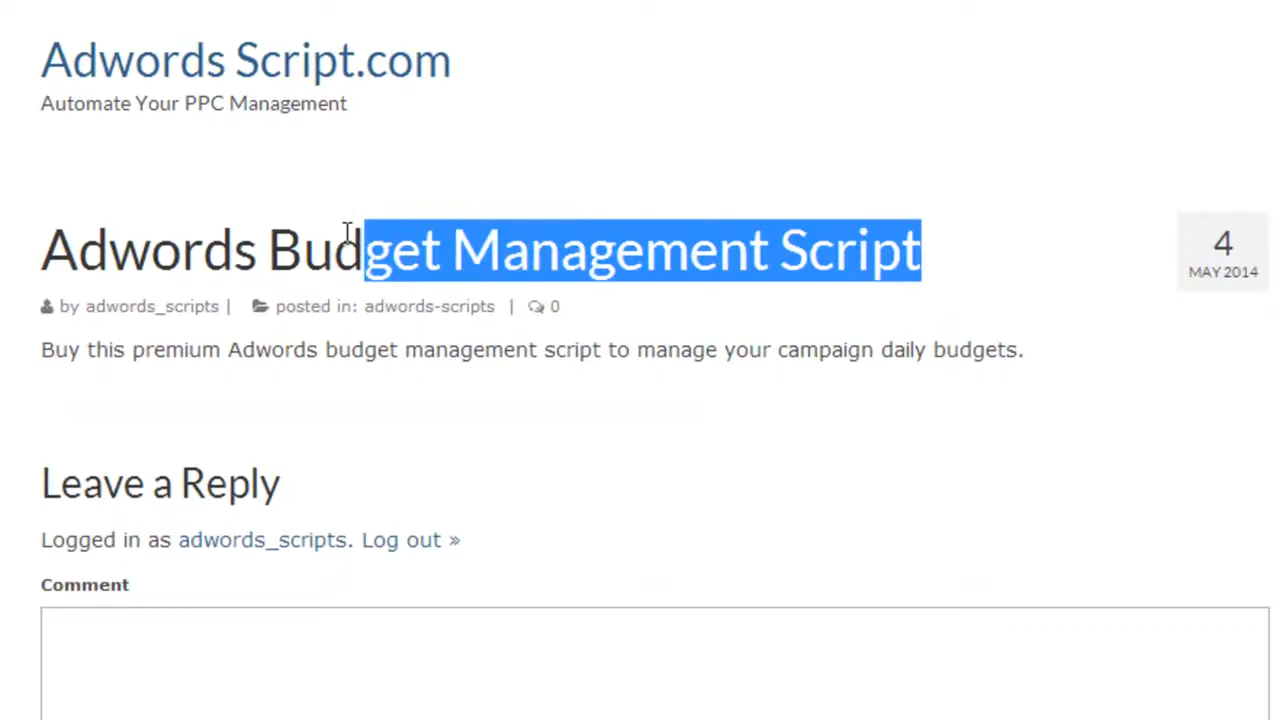 Adwords Script.com
Automate Your PPC Management
Adwords Budget Management Script
4
MAY 2014
by adwords_scripts | posted in: adwords-scripts | 0
Buy this premium Adwords budget management script to manage your campaign daily budgets.
Leave a Reply
Logged in as adwords_scripts. Log out »
Comment